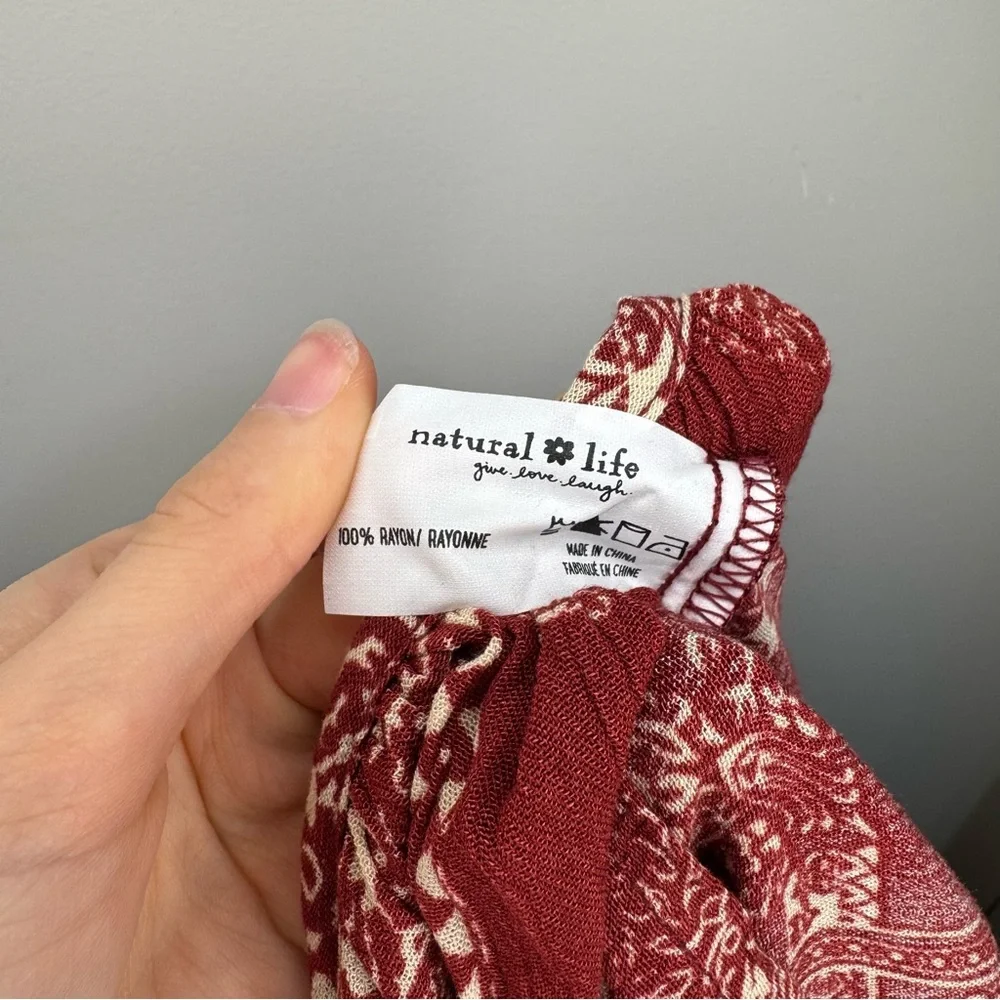 natural life
give.love.laugh.
100% RAYON/ RAYONNE
MADE IN CHINA
FABRIQUÉ EN CHINE